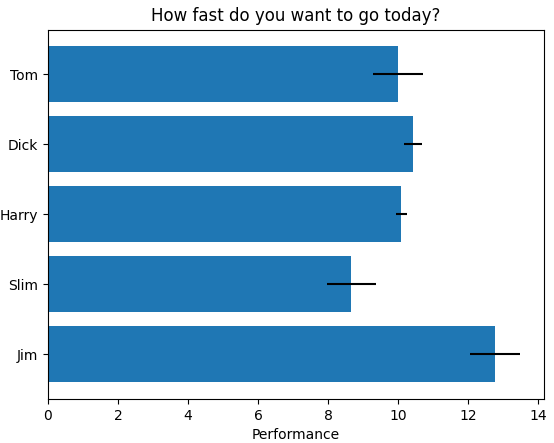 How fast do you want to go today?
Tom
Dick
Harry
Slim
Jim
0 2 4 6 8 10 12 14
Performance